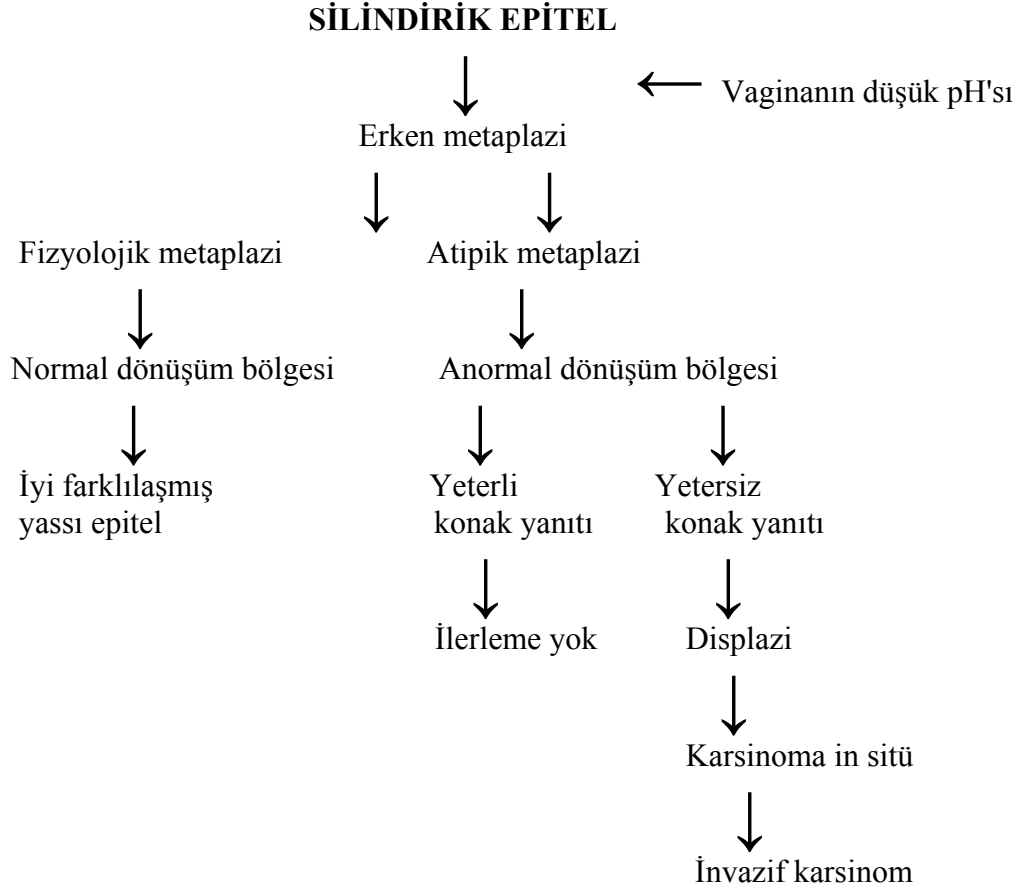 SİLİNDİRİK EPİTEL
Vaginanın düşük pH'sı
Erken metaplazi
Fizyolojik metaplazi
Atipik metaplazi
Normal dönüşüm bölgesi
Anormal dönüşüm bölgesi
İyi farklılaşmış
yassı epitel
Yeterli
konak yanıtı
Yetersiz
konak yanıtı
İlerleme yok
Displazi
Karsinoma in sitü
İnvazif karsinom